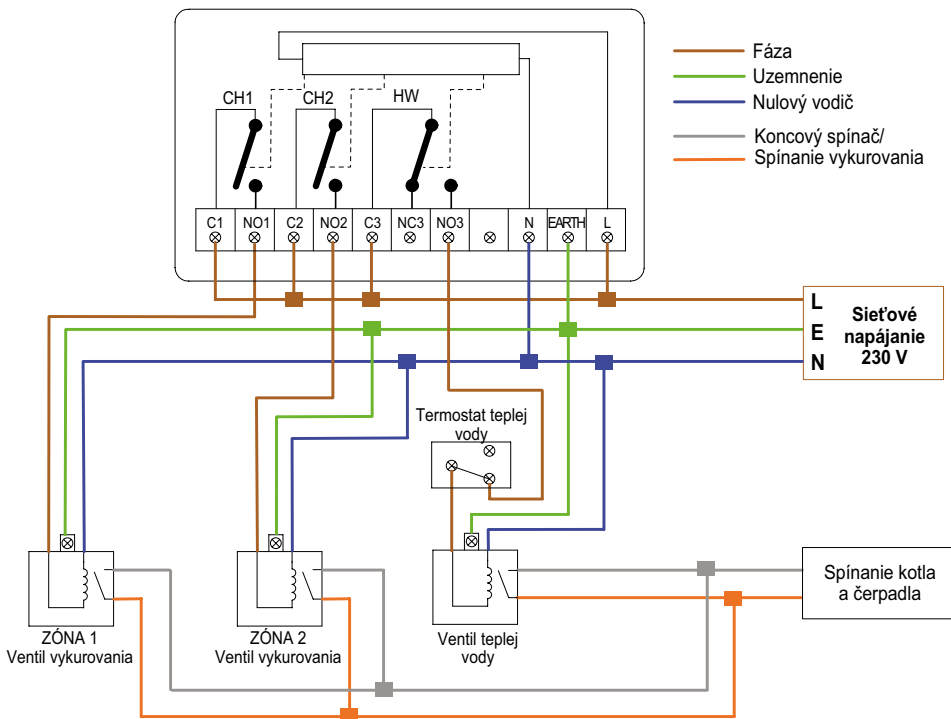 CH1
CH2
HW
C1
NO1
C2
NO2
C3
NC3
NO3
N
EARTH
L
Fáza
Uzemnenie
Nulový vodič
Koncový spínač/
Spínanie vykurovania
L
E
N
Sieťové
napájanie
230 V
Termostat teplej
vody
ZÓNA 1
Ventil vykurovania
ZÓNA 2
Ventil vykurovania
Ventil teplej
vody
Spínanie kotla
a čerpadla